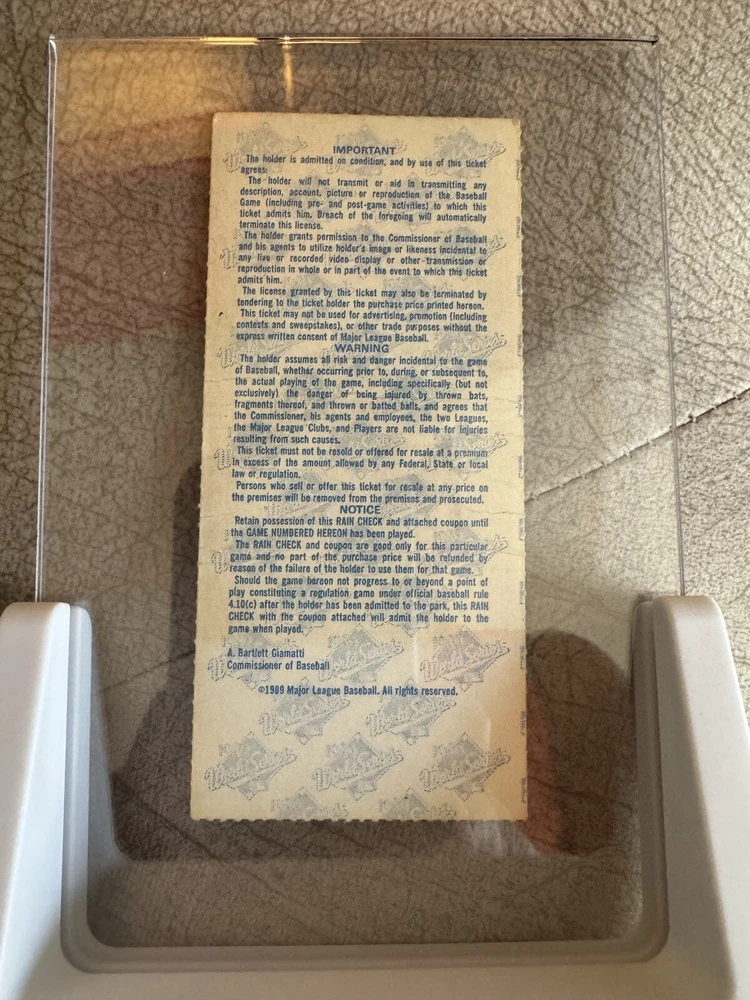 IMPORTANT
The holder is admitted on condition, and by use of this ticket
agrees:
The holder will not transmit or aid in transmitting any
description, account, picture or reproduction of the Baseball
Game (including pre- and post-game activities) to which this
ticket admits him. Breach of the foregoing will automatically
terminate this license.
The holder grants permission to the Commissioner of Baseball
and his agents to utilize holder's image or likeness incidental to
any live or recorded video display or other transmission or
reproduction in whole or in part of the event to which this ticket
admits him.
The license granted by this ticket may also be terminated by
tendering to the ticket holder the purchase price printed hereon.
This ticket may not be used for advertising, promotion (including
contests and sweepstakes), or other trade purposes without the
express written consent of Major League Baseball.
WARNING
The holder assumes all risk and danger incidental to the game
of Baseball, whether occurring prior to, during, or subsequent to,
the actual playing of the game, including specifically (but not
exclusively) the danger of being injured by thrown bats,
fragments thereof, and thrown or batted balls, and agrees that
the Commissioner, his agents and employees, the two Leagues,
the Major League Clubs, and Players are not liable for injuries
resulting from such causes.
This ticket must not be resold or offered for resale at a premium
in excess of the amount allowed by any Federal, State or local
law or regulation.
Persons who sell or offer this ticket for resale at any price on
the premises will be removed from the premises and prosecuted.
NOTICE
Retain possession of this RAIN CHECK and attached coupon until
the GAME NUMBERED HEREON has been played.
The RAIN CHECK and coupon are good only for this particular
game and no part of the purchase price will be refunded by
reason of the failure of the holder to use them for that game.
Should the game hereon not progress to or beyond a point of
play constituting a regulation game under official baseball rule
4.10(c) after the holder has been admitted to the park, this RAIN
CHECK with the coupon attached will admit the holder to the
game when played.
A. Bartlett Giamatti
Commissioner of Baseball
©1989 Major League Baseball. All rights reserved.
World Series
World Series
World Series
World Series
World Series
World Series
World Series